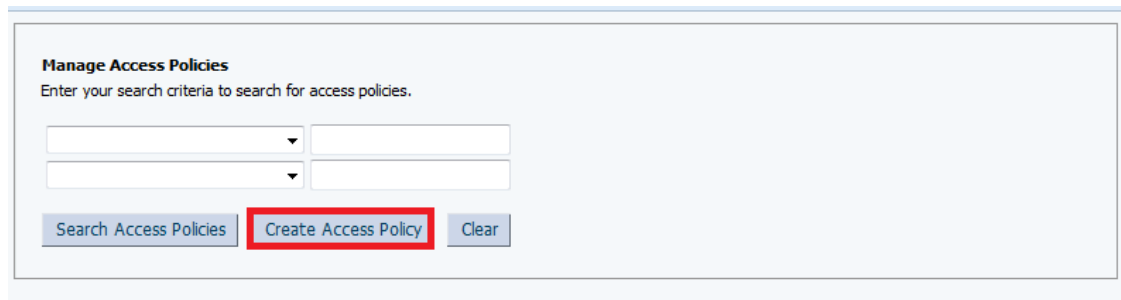 Manage Access Policies
Enter your search criteria to search for access policies.
Search Access Policies Create Access Policy Clear